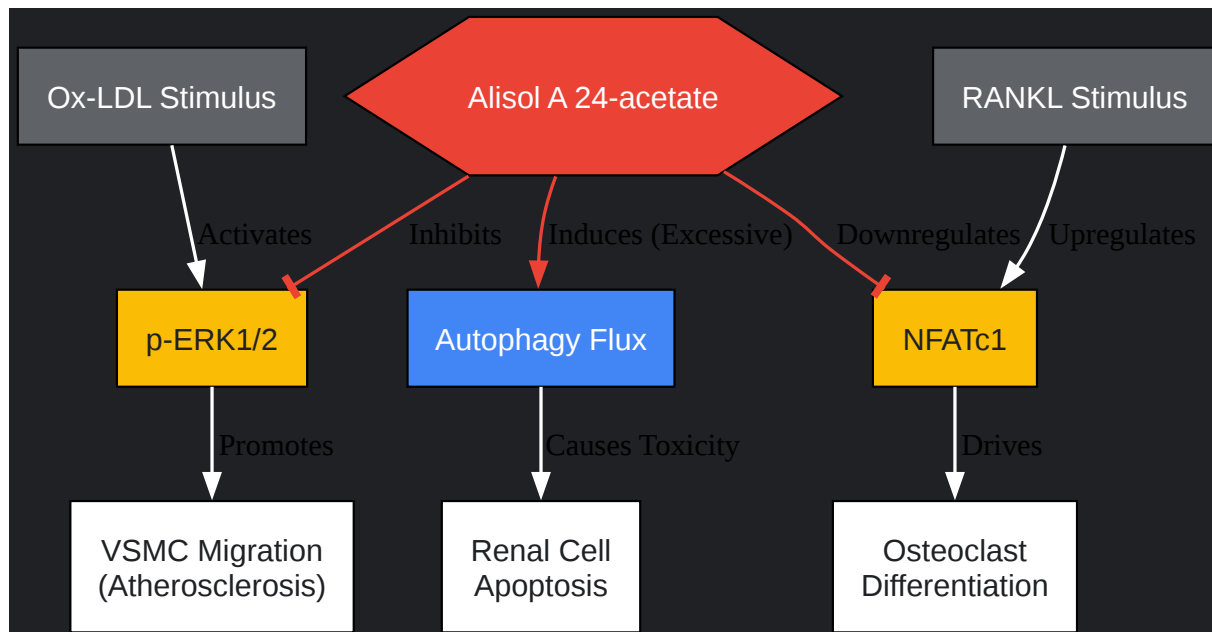 Ox-LDL Stimulus
Alisol A 24-acetate
RANKL Stimulus
Activates
Inhibits
Induces (Excessive)
Downregulates
Upregulates
p-ERK1/2
Autophagy Flux
NFATc1
Promotes
Causes Toxicity
Drives
VSMC Migration
(Atherosclerosis)
Renal Cell
Apoptosis
Osteoclast
Differentiation